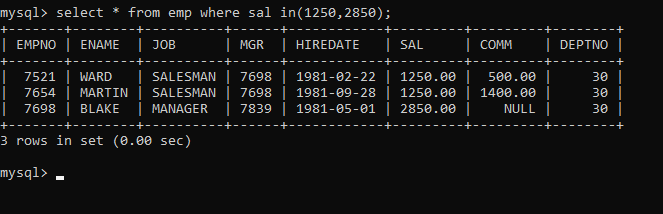 mysql> select * from emp where sal in(1250,2850);
+-------+--------+----------+------+------------+---------+---------+--------+
| EMPNO | ENAME  | JOB      | MGR  | HIREDATE   | SAL     | COMM    | DEPTNO |
+-------+--------+----------+------+------------+---------+---------+--------+
|  7521 | WARD   | SALESMAN | 7698 | 1981-02-22 | 1250.00 |  500.00 |     30 |
|  7654 | MARTIN | SALESMAN | 7698 | 1981-09-28 | 1250.00 | 1400.00 |     30 |
|  7698 | BLAKE  | MANAGER  | 7839 | 1981-05-01 | 2850.00 |    NULL |     30 |
+-------+--------+----------+------+------------+---------+---------+--------+
3 rows in set (0.00 sec)
mysql> _